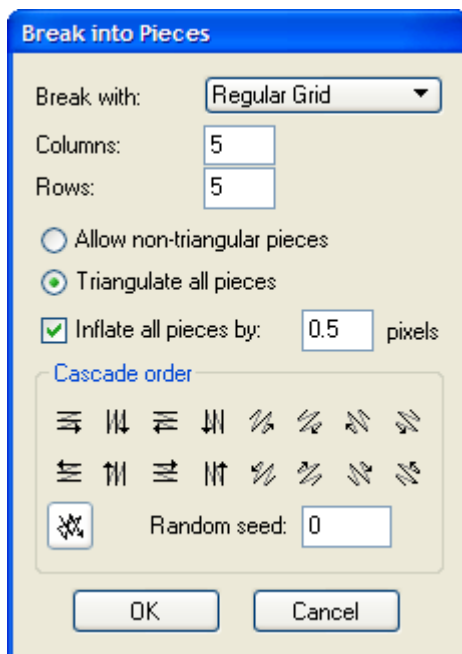 Break into Pieces
Break with: Regular Grid
Columns: 5
Rows: 5
Allow non-triangular pieces
Triangulate all pieces
Inflate all pieces by: 0.5 pixels
Cascade order
Random seed: 0
OK Cancel